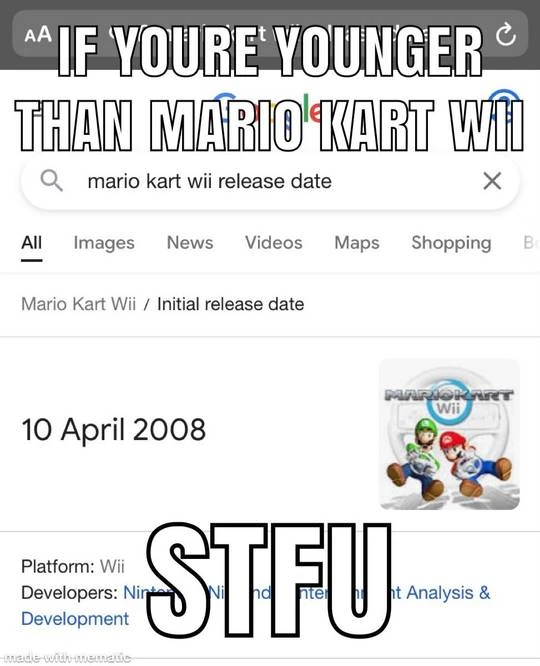 AA
IF YOURE YOUNGER
THAN MARIO KART WII
mario kart wii release date
All Images News Videos Maps Shopping
Mario Kart Wii / Initial release date
MARIOKART
Wii
10 April 2008
STFU
Platform: Wii
Developers: Analysis &
Development
made with mematic